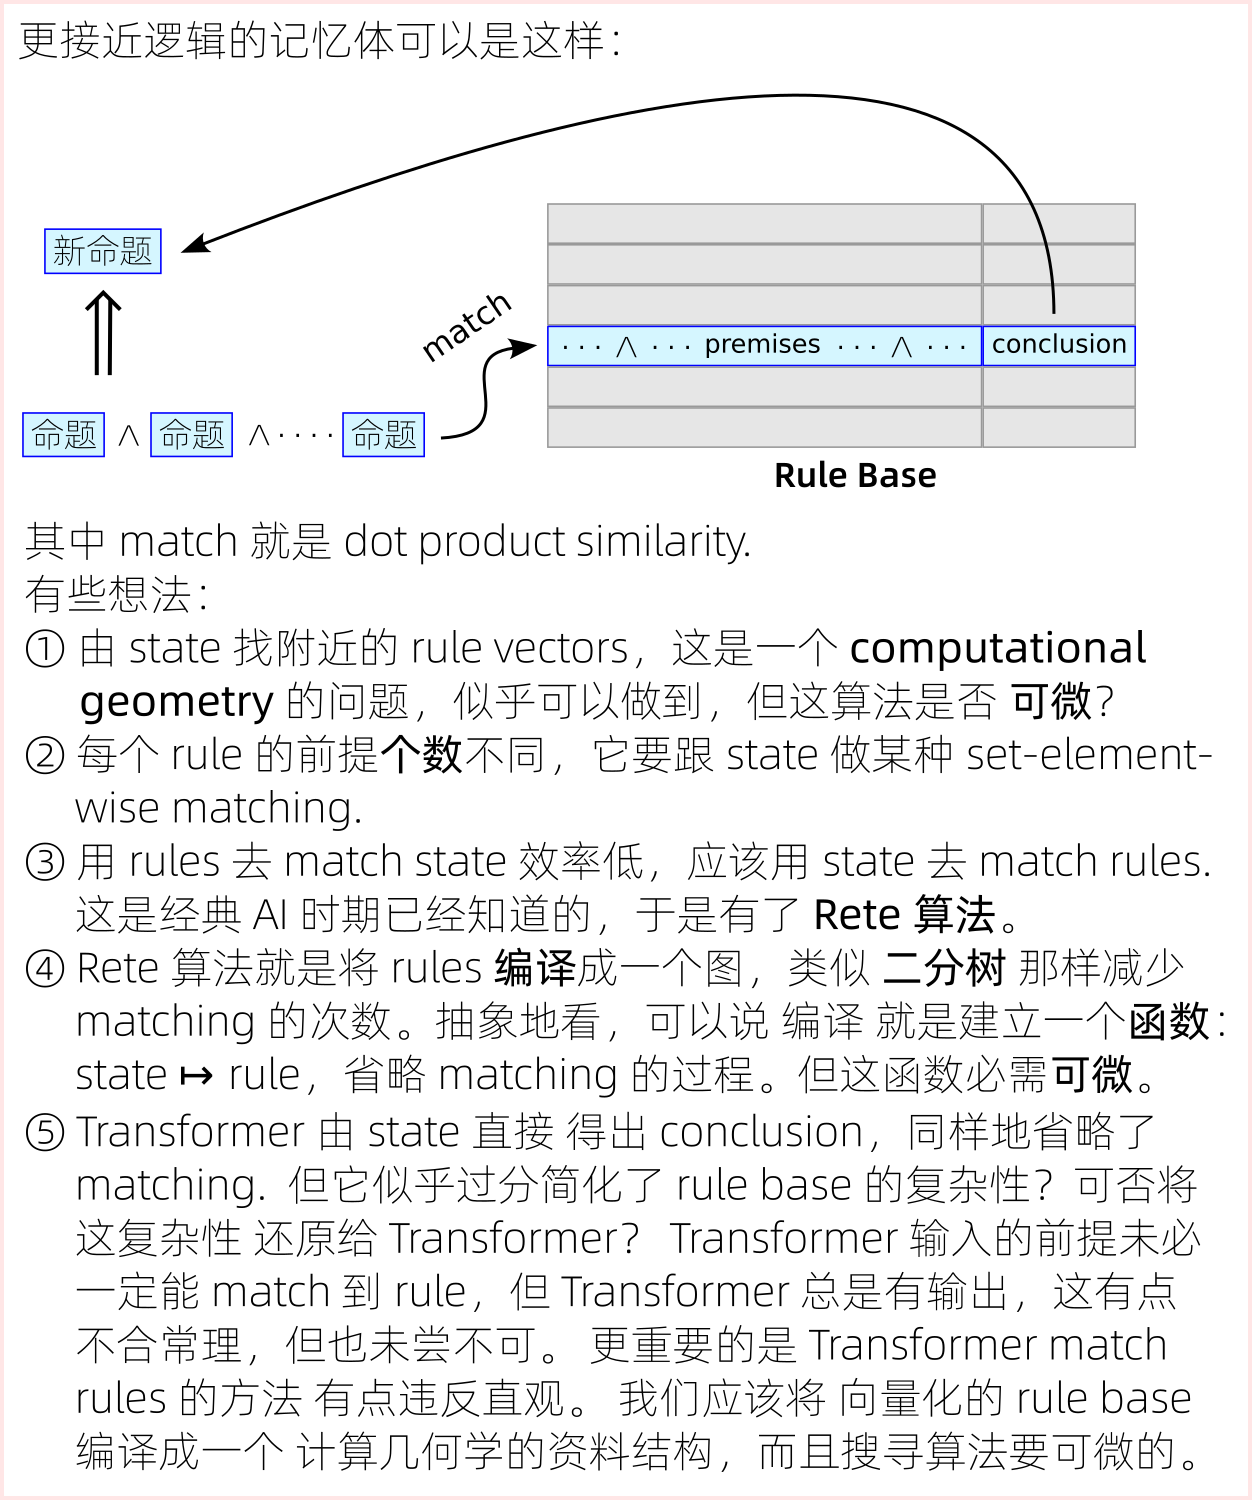 更接近逻辑的记忆体可以是这样：
新命题
match
··· ∧ ··· premises ··· ∧ ··· conclusion
命题 ∧ 命题 ∧ ···· 命题
Rule Base
其中 match 就是 dot product similarity.
有些想法：
① 由 state 找附近的 rule vectors，这是一个 computational
geometry 的问题，似乎可以做到，但这算法是否 可微？
② 每个 rule 的前提个数不同，它要跟 state 做某种 set-element-
wise matching.
③ 用 rules 去 match state 效率低，应该用 state 去 match rules.
这是经典 AI 时期已经知道的，于是有了 Rete 算法。
④ Rete 算法就是将 rules 编译成一个图，类似 二分树 那样减少
matching 的次数。抽象地看，可以说 编译 就是建立一个函数：
state ↦ rule，省略 matching 的过程。但这函数必需可微。
⑤ Transformer 由 state 直接 得出 conclusion，同样地省略了
matching. 但它似乎过分简化了 rule base 的复杂性？可否将
这复杂性 还原给 Transformer？ Transformer 输入的前提未必
一定能 match 到 rule，但 Transformer 总是有输出，这有点
不合常理，但也未尝不可。 更重要的是 Transformer match
rules 的方法 有点违反直观。 我们应该将 向量化的 rule base
编译成一个 计算几何学的资料结构，而且搜寻算法要可微的。